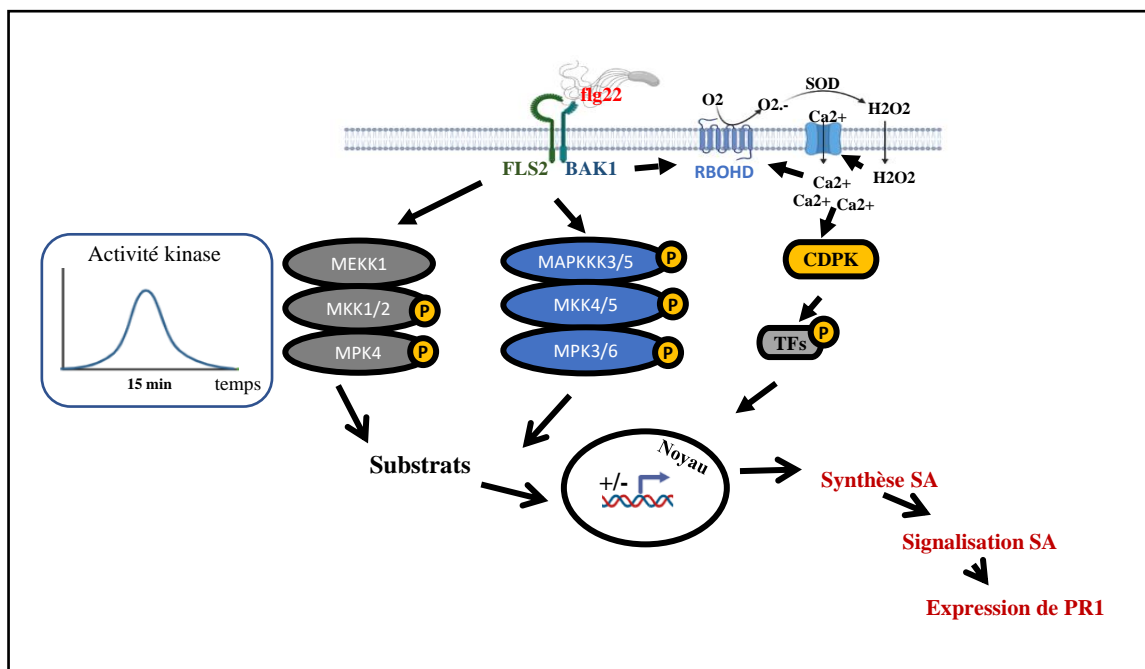 flg22
O2
O2.-
SOD
H2O2
Ca2+
FLS2
BAK1
RBOHD
Ca2+
Ca2+
Ca2+
H2O2
Activité kinase
15 min
temps
MEKK1
MKK1/2
P
MPK4
P
MAPKKK3/5
P
MKK4/5
P
MPK3/6
P
CDPK
TFs
P
Substrats
Noyau
+/-
Synthèse SA
Signalisation SA
Expression de PR1